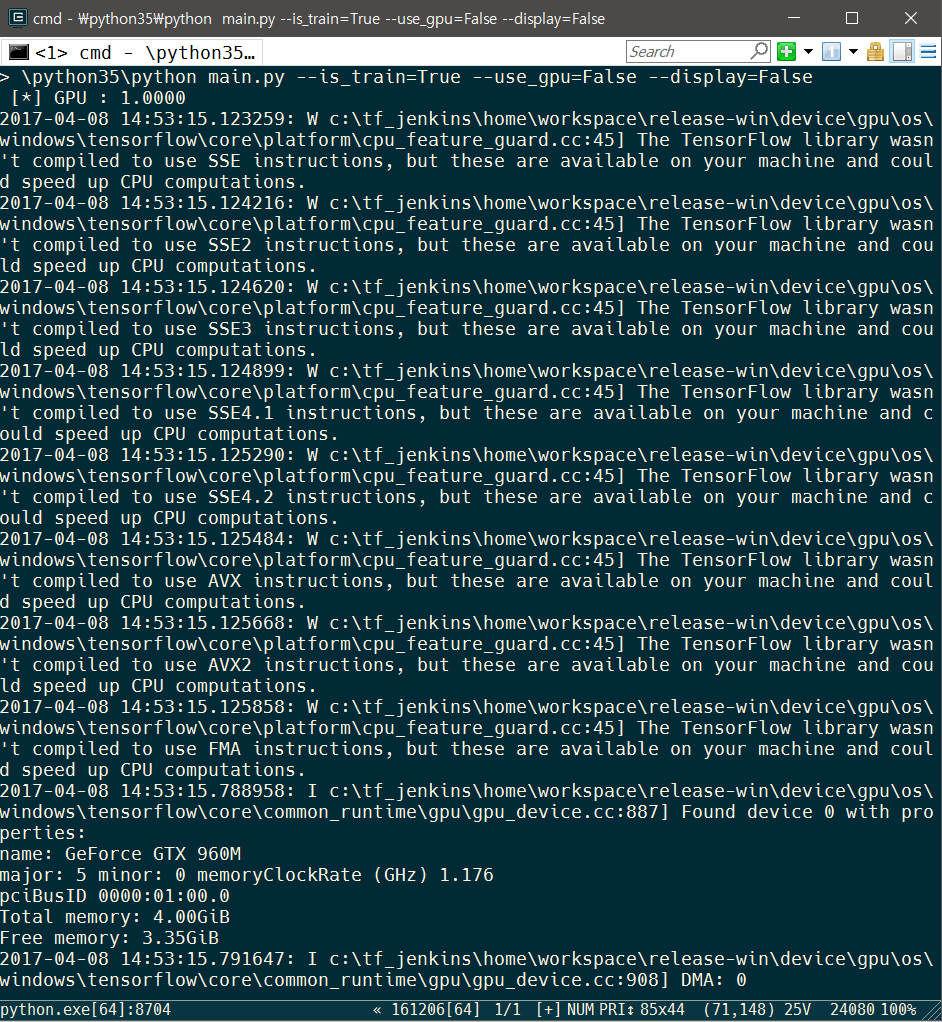 cmd - ₩python35₩python  main.py --is_train=True --use_gpu=False --display=False
<1> cmd - \python35…
Search
> \python35\python main.py --is_train=True --use_gpu=False --display=False
 [*] GPU : 1.0000
2017-04-08 14:53:15.123259: W c:\tf_jenkins\home\workspace\release-win\device\gpu\os\
windows\tensorflow\core\platform\cpu_feature_guard.cc:45] The TensorFlow library wasn
't compiled to use SSE instructions, but these are available on your machine and coul
d speed up CPU computations.
2017-04-08 14:53:15.124216: W c:\tf_jenkins\home\workspace\release-win\device\gpu\os\
windows\tensorflow\core\platform\cpu_feature_guard.cc:45] The TensorFlow library wasn
't compiled to use SSE2 instructions, but these are available on your machine and cou
ld speed up CPU computations.
2017-04-08 14:53:15.124620: W c:\tf_jenkins\home\workspace\release-win\device\gpu\os\
windows\tensorflow\core\platform\cpu_feature_guard.cc:45] The TensorFlow library wasn
't compiled to use SSE3 instructions, but these are available on your machine and cou
ld speed up CPU computations.
2017-04-08 14:53:15.124899: W c:\tf_jenkins\home\workspace\release-win\device\gpu\os\
windows\tensorflow\core\platform\cpu_feature_guard.cc:45] The TensorFlow library wasn
't compiled to use SSE4.1 instructions, but these are available on your machine and c
ould speed up CPU computations.
2017-04-08 14:53:15.125290: W c:\tf_jenkins\home\workspace\release-win\device\gpu\os\
windows\tensorflow\core\platform\cpu_feature_guard.cc:45] The TensorFlow library wasn
't compiled to use SSE4.2 instructions, but these are available on your machine and c
ould speed up CPU computations.
2017-04-08 14:53:15.125484: W c:\tf_jenkins\home\workspace\release-win\device\gpu\os\
windows\tensorflow\core\platform\cpu_feature_guard.cc:45] The TensorFlow library wasn
't compiled to use AVX instructions, but these are available on your machine and coul
d speed up CPU computations.
2017-04-08 14:53:15.125668: W c:\tf_jenkins\home\workspace\release-win\device\gpu\os\
windows\tensorflow\core\platform\cpu_feature_guard.cc:45] The TensorFlow library wasn
't compiled to use AVX2 instructions, but these are available on your machine and cou
ld speed up CPU computations.
2017-04-08 14:53:15.125858: W c:\tf_jenkins\home\workspace\release-win\device\gpu\os\
windows\tensorflow\core\platform\cpu_feature_guard.cc:45] The TensorFlow library wasn
't compiled to use FMA instructions, but these are available on your machine and coul
d speed up CPU computations.
2017-04-08 14:53:15.788958: I c:\tf_jenkins\home\workspace\release-win\device\gpu\os\
windows\tensorflow\core\common_runtime\gpu\gpu_device.cc:887] Found device 0 with pro
perties:
name: GeForce GTX 960M
major: 5 minor: 0 memoryClockRate (GHz) 1.176
pciBusID 0000:01:00.0
Total memory: 4.00GiB
Free memory: 3.35GiB
2017-04-08 14:53:15.791647: I c:\tf_jenkins\home\workspace\release-win\device\gpu\os\
windows\tensorflow\core\common_runtime\gpu\gpu_device.cc:908] DMA: 0
python.exe[64]:8704 « 161206[64] 1/1 [+] NUM PRI↕ 85x44 (71,148) 25V 24080 100%